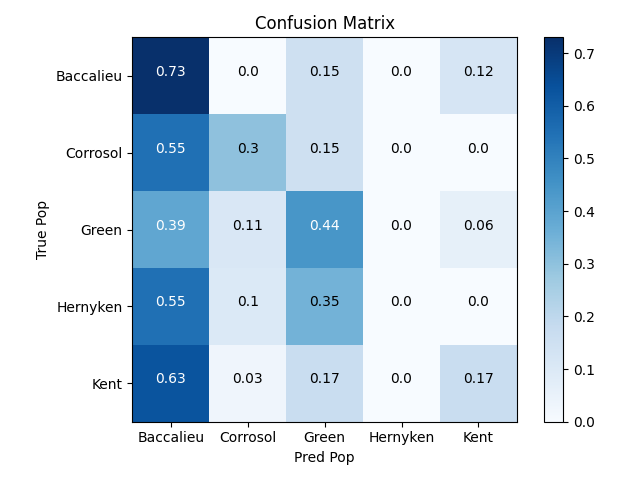 Confusion Matrix
True Pop
Baccalieu 0.73 0.0 0.15 0.0 0.12
Corrosol 0.55 0.3 0.15 0.0 0.0
Green 0.39 0.11 0.44 0.0 0.06
Hernyken 0.55 0.1 0.35 0.0 0.0
Kent 0.63 0.03 0.17 0.0 0.17
Baccalieu Corrosol Green Hernyken Kent
Pred Pop
0.7
0.6
0.5
0.4
0.3
0.2
0.1
0.0